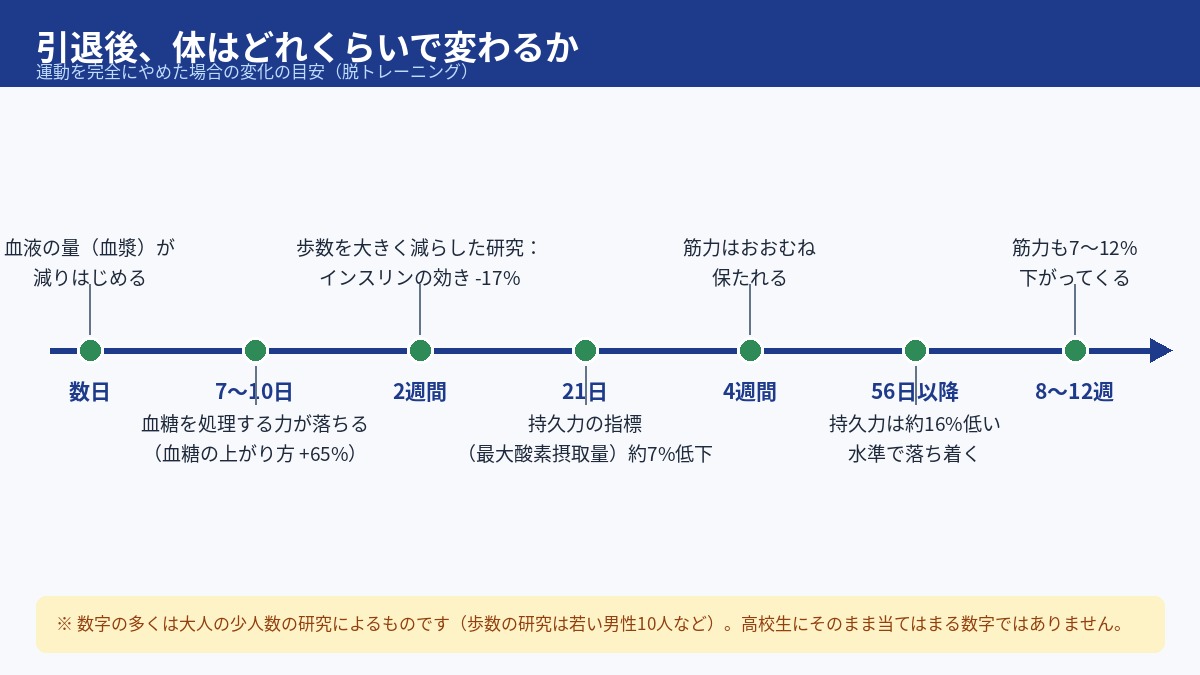 引退後、体はどれくらいで変わるか
運動を完全にやめた場合の変化の目安（脱トレーニング）
血液の量（血漿）が
減りはじめる
歩数を大きく減らした研究：
インスリンの効き -17%
筋力はおおむね
保たれる
筋力も7〜12%
下がってくる
数日
7〜10日
2週間
21日
4週間
56日以降
8〜12週
血糖を処理する力が落ちる
（血糖の上がり方 +65%）
持久力の指標
（最大酸素摂取量）約7%低下
持久力は約16%低い
水準で落ち着く
※ 数字の多くは大人の少人数の研究によるものです（歩数の研究は若い男性10人など）。高校生にそのまま当てはまる数字ではありません。